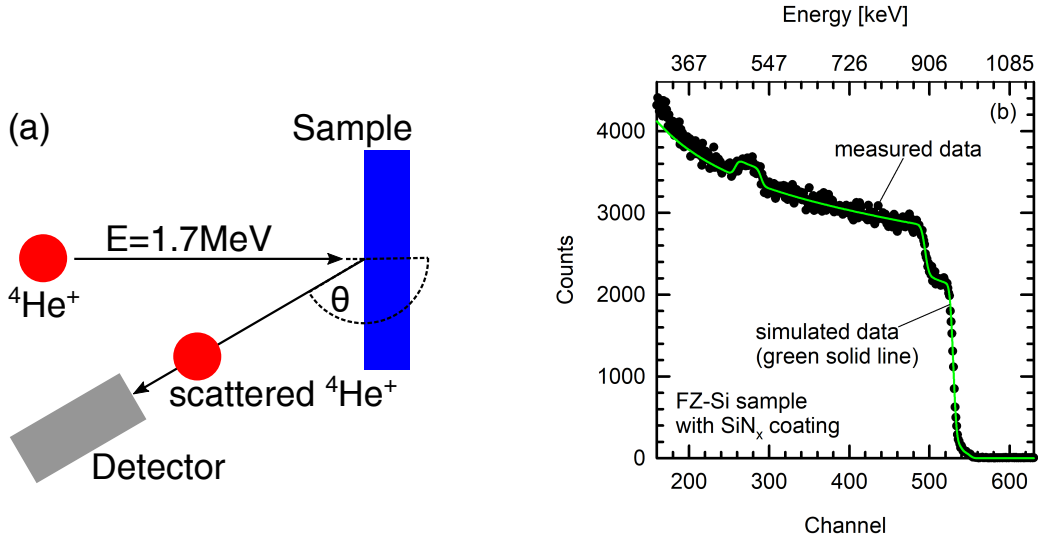 (a)
Sample
E=1.7MeV
⁴He⁺
θ
scattered ⁴He⁺
Detector
Energy [keV]
367 547 726 906 1085
(b)
4000
3000
2000
1000
0
Counts
measured data
simulated data
(green solid line)
FZ-Si sample
with SiNₓ coating
200 300 400 500 600
Channel